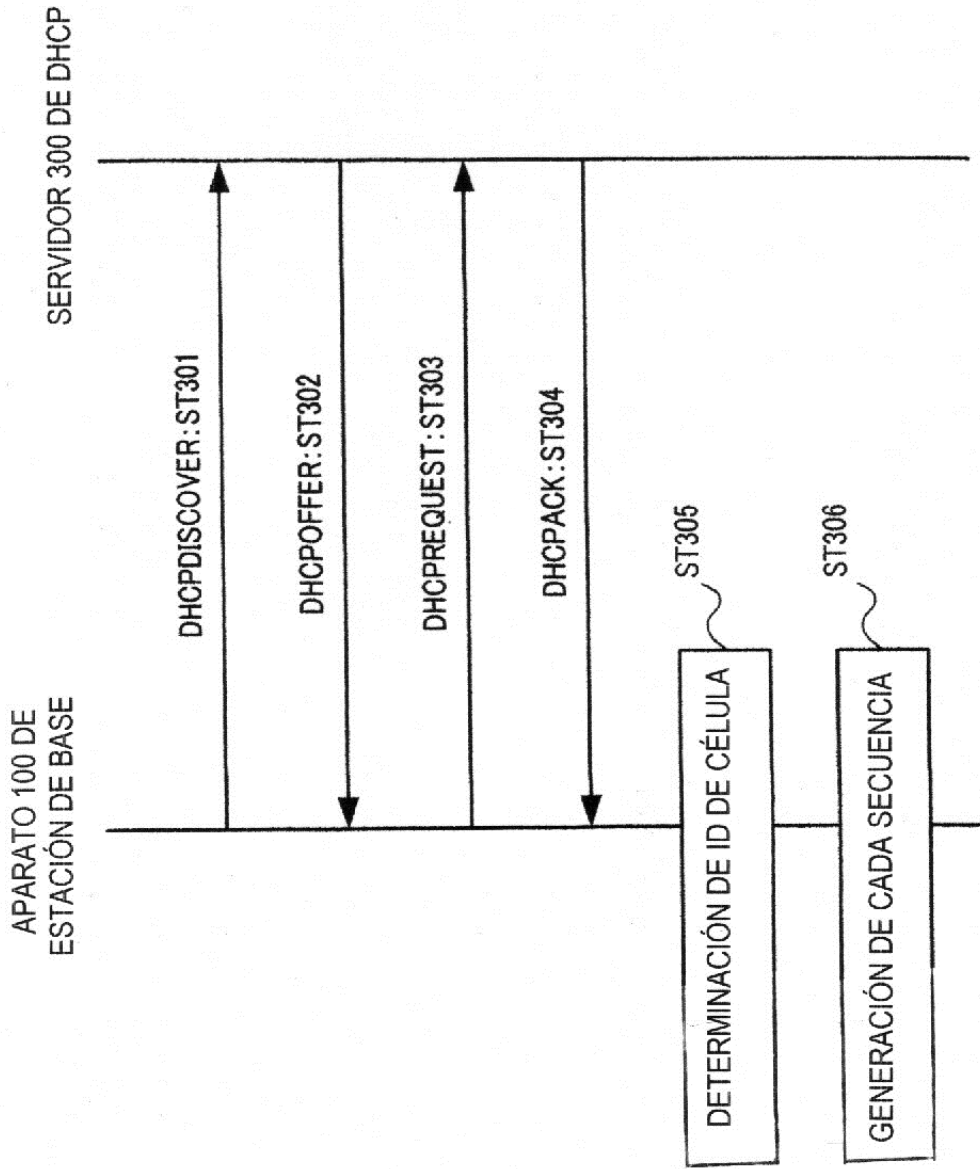 APARATO 100 DE
ESTACIÓN DE BASE
SERVIDOR 300 DE DHCP
DHCPDISCOVER:ST301
DHCPOFFER:ST302
DHCPREQUEST:ST303
DHCPACK:ST304
ST305
DETERMINACIÓN DE ID DE CÉLULA
ST306
GENERACIÓN DE CADA SECUENCIA